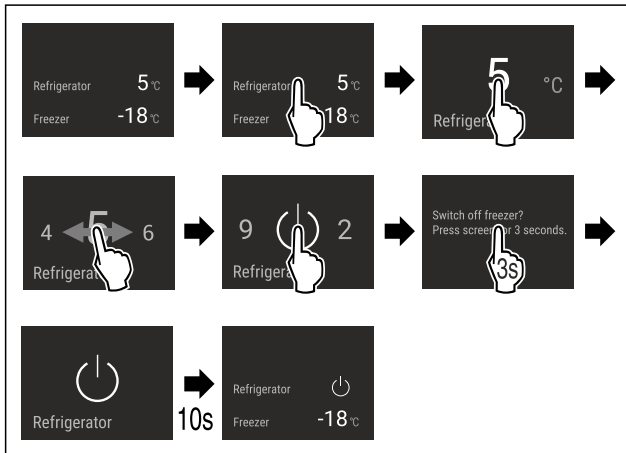 Refrigerator 5 °C
Freezer -18 °C
Refrigerator 5 °C
Freezer 18 °C
5 °C
Refrigera
4 5 6
Refrigerat
9 2
Refrigera
Switch off freezer?
Press screen for 3 seconds.
3s
Refrigerator
10s
Refrigerator
Freezer -18 °C